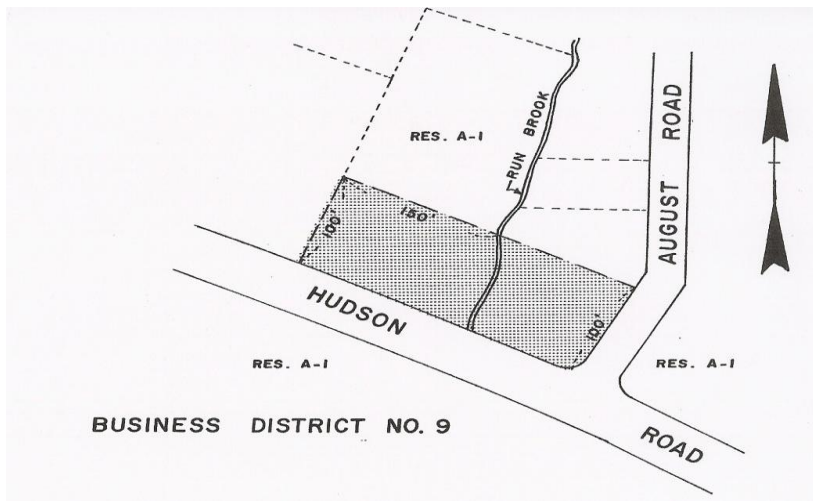 RES. A-1
RUN BROOK
AUGUST ROAD
150'
100'
100'
HUDSON ROAD
RES. A-1
RES. A-1
BUSINESS DISTRICT NO. 9